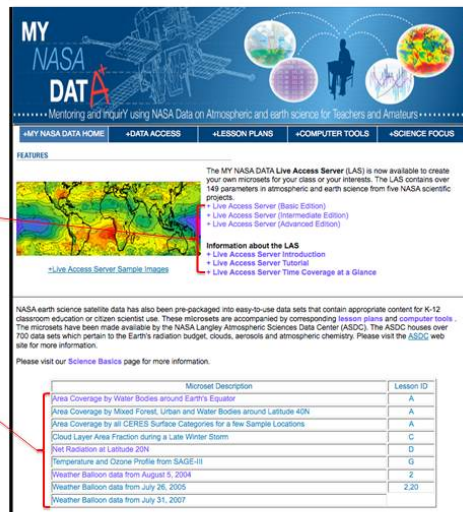 MY
NASA
DATA
Mentoring and inquirY using NASA Data on Atmospheric and earth science for Teachers and Amateurs
+MY NASA DATA HOME +DATA ACCESS +LESSON PLANS +COMPUTER TOOLS +SCIENCE FOCUS
FEATURES
The MY NASA DATA Live Access Server (LAS) is now available to create
your own microsets for your class or your interests. The LAS contains over
149 parameters in atmospheric and earth science from five NASA scientific
projects.
+ Live Access Server (Basic Edition)
+ Live Access Server (Intermediate Edition)
+ Live Access Server (Advanced Edition)
Information about the LAS
+ Live Access Server Introduction
+ Live Access Server Tutorial
+ Live Access Server Time Coverage at a Glance
+Live Access Server Sample Images
NASA earth science satellite data has also been pre-packaged into easy-to-use data sets that contain appropriate content for K-12
classroom education or citizen scientist use. These microsets are accompanied by corresponding lesson plans and computer tools .
The microsets have been made available by the NASA Langley Atmospheric Sciences Data Center (ASDC). The ASDC houses over
700 data sets which pertain to the Earth's radiation budget, clouds, aerosols and atmospheric chemistry. Please visit the ASDC web
site for more information.
Please visit our Science Basics page for more information.
Microset Description Lesson ID
Area Coverage by Water Bodies around Earth's Equator A
Area Coverage by Mixed Forest, Urban and Water Bodies around Latitude 40N A
Area Coverage by all CERES Surface Categories for a few Sample Locations A
Cloud Layer Area Fraction during a Late Winter Storm C
Net Radiation at Latitude 20N D
Temperature and Ozone Profile from SAGE-III G
Weather Balloon data from August 5, 2004 2
Weather Balloon data from July 26, 2005 2,20
Weather Balloon data from July 31, 2007